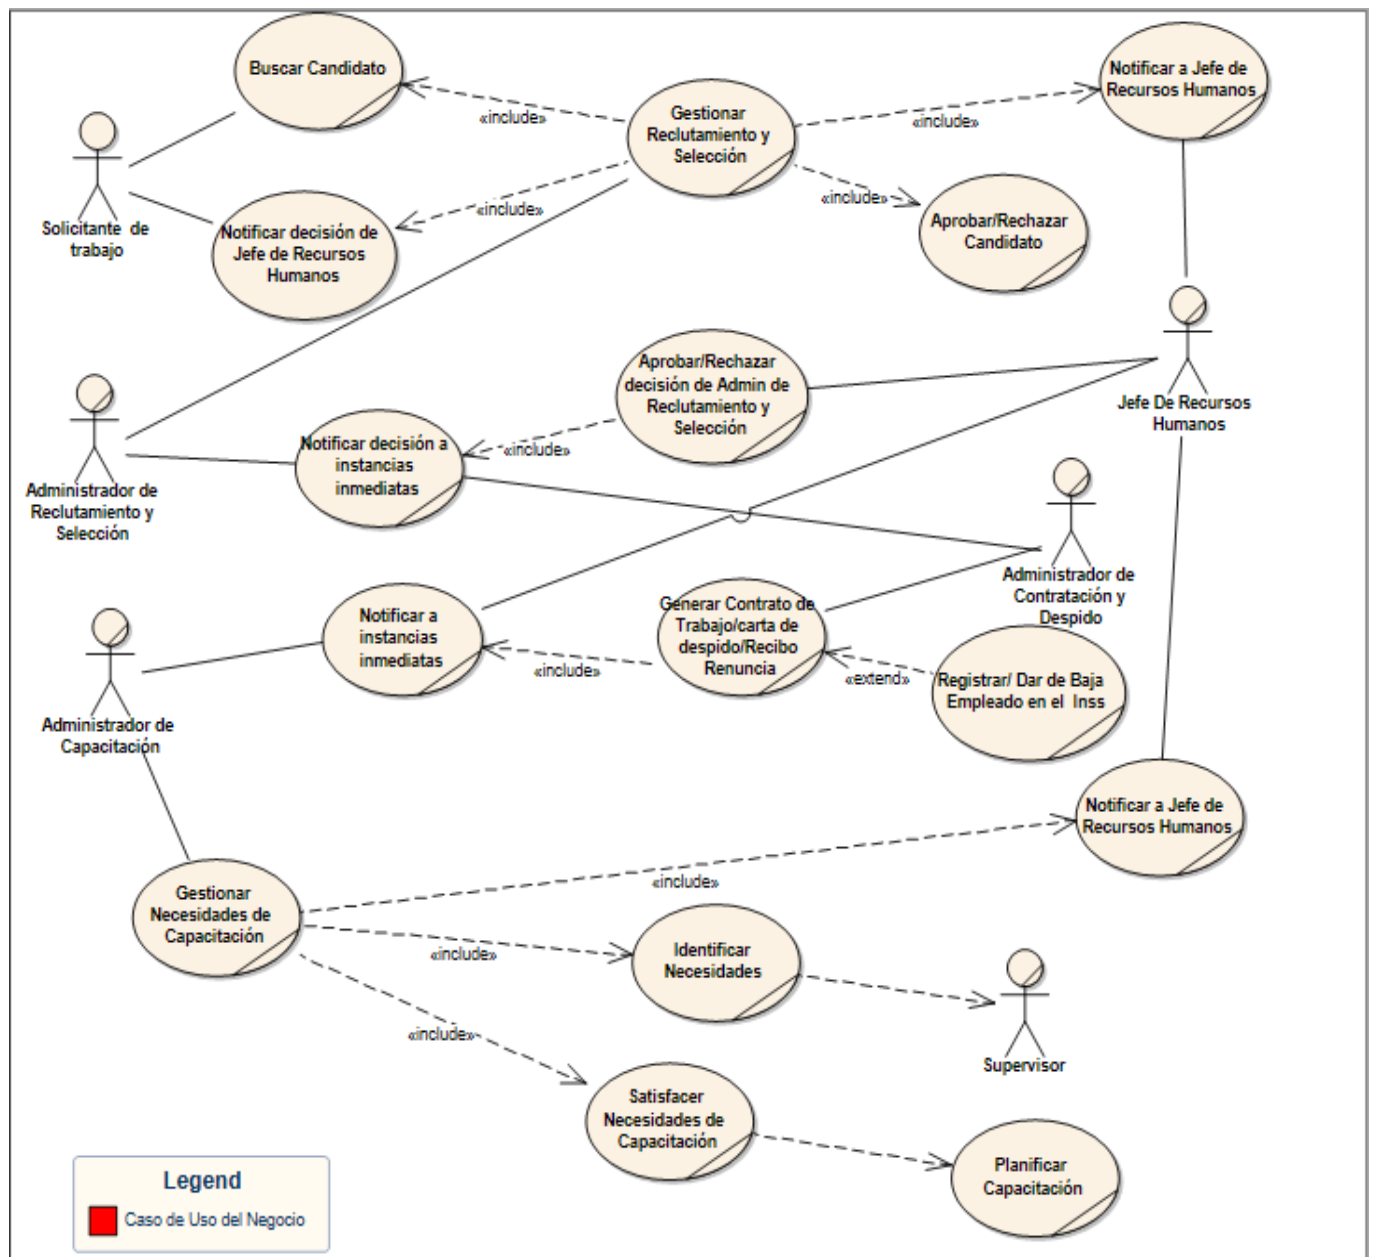 Buscar Candidato
«include»
Gestionar
Reclutamiento y
Selección
«include»
Notificar a Jefe de
Recursos Humanos
Solicitante de
trabajo
Notificar decisión de
Jefe de Recursos
Humanos
«include»
«include»
Aprobar/Rechazar
Candidato
Aprobar/Rechazar
decisión de Admin de
Reclutamiento y
Selección
Jefe De Recursos
Humanos
Administrador de
Reclutamiento y
Selección
Notificar decisión a
instancias
inmediatas
«include»
Administrador de
Contratación y
Despido
Notificar a
instancias
inmediatas
«include»
Generar Contrato de
Trabajo/carta de
despido/Recibo
Renuncia
«extend»
Registrar/ Dar de Baja
Empleado en el Inss
Administrador de
Capacitación
Notificar a Jefe de
Recursos Humanos
Gestionar
Necesidades de
Capacitación
«include»
«include»
Identificar
Necesidades
«include»
Supervisor
Satisfacer
Necesidades de
Capacitación
Planificar
Capacitación
Legend
Caso de Uso del Negocio